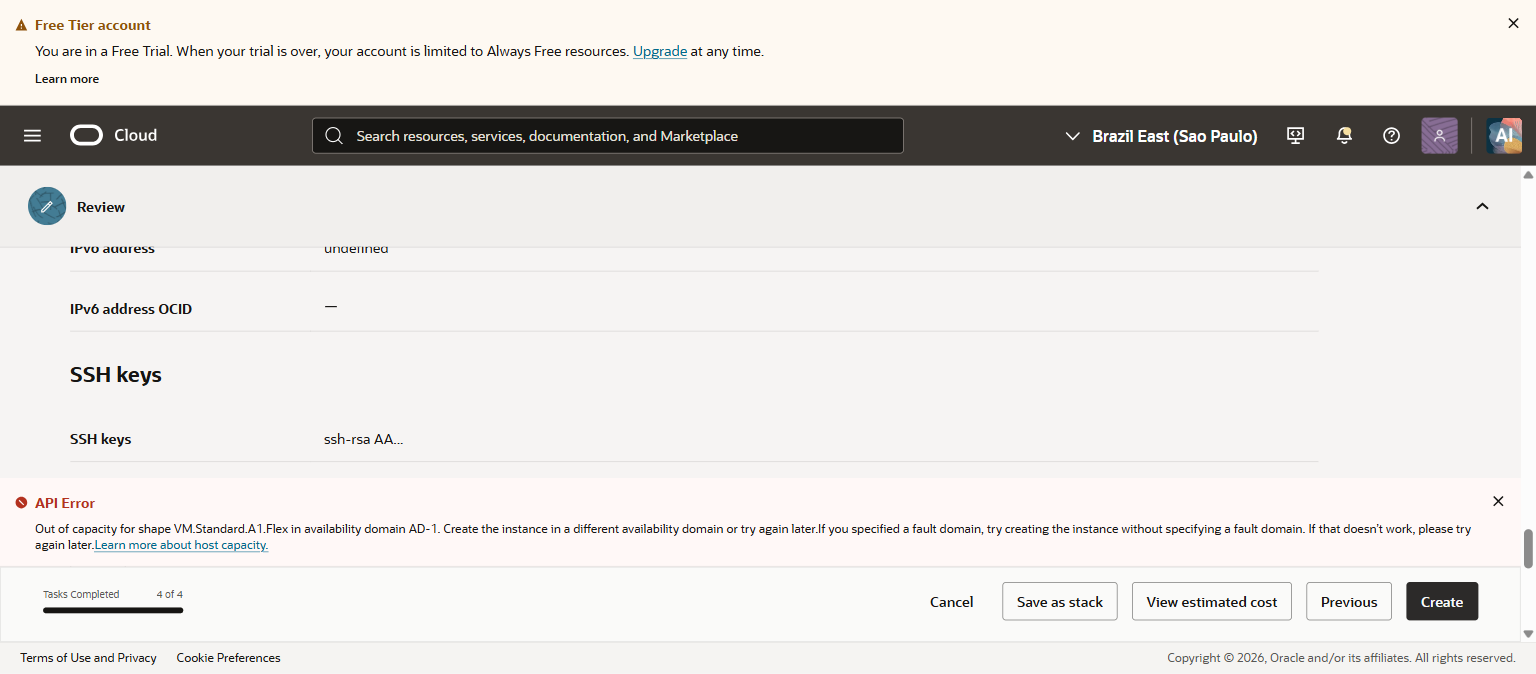 Free Tier account
You are in a Free Trial. When your trial is over, your account is limited to Always Free resources. Upgrade at any time.
Learn more
Cloud
Search resources, services, documentation, and Marketplace
Brazil East (Sao Paulo)
AI
Review
IPv6 address undefined
IPv6 address OCID —
SSH keys
SSH keys ssh-rsa AA...
API Error
Out of capacity for shape VM.Standard.A1.Flex in availability domain AD-1. Create the instance in a different availability domain or try again later.If you specified a fault domain, try creating the instance without specifying a fault domain. If that doesn't work, please try
again later.Learn more about host capacity.
Tasks Completed 4 of 4
Cancel
Save as stack
View estimated cost
Previous
Create
Terms of Use and Privacy
Cookie Preferences
Copyright © 2026, Oracle and/or its affiliates. All rights reserved.